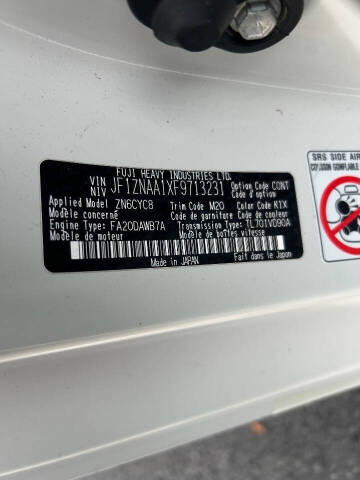 FUJI HEAVY INDUSTRIES LTD.
VIN NIV JF1ZNAA1XF9713231 Option Code CONT
Code d'option
Applied Model ZN6CYC8 Trim Code M20 Color Code K1X
Modèle concerné Code de garniture Code de couleur
Engine Type: FA20DAWB7A Transmission Type: TL701VD90A
Modèle de moteur Modèle de boîtes vitesse
Made in JAPAN Fait dans le Japon
SRS SIDE AIR